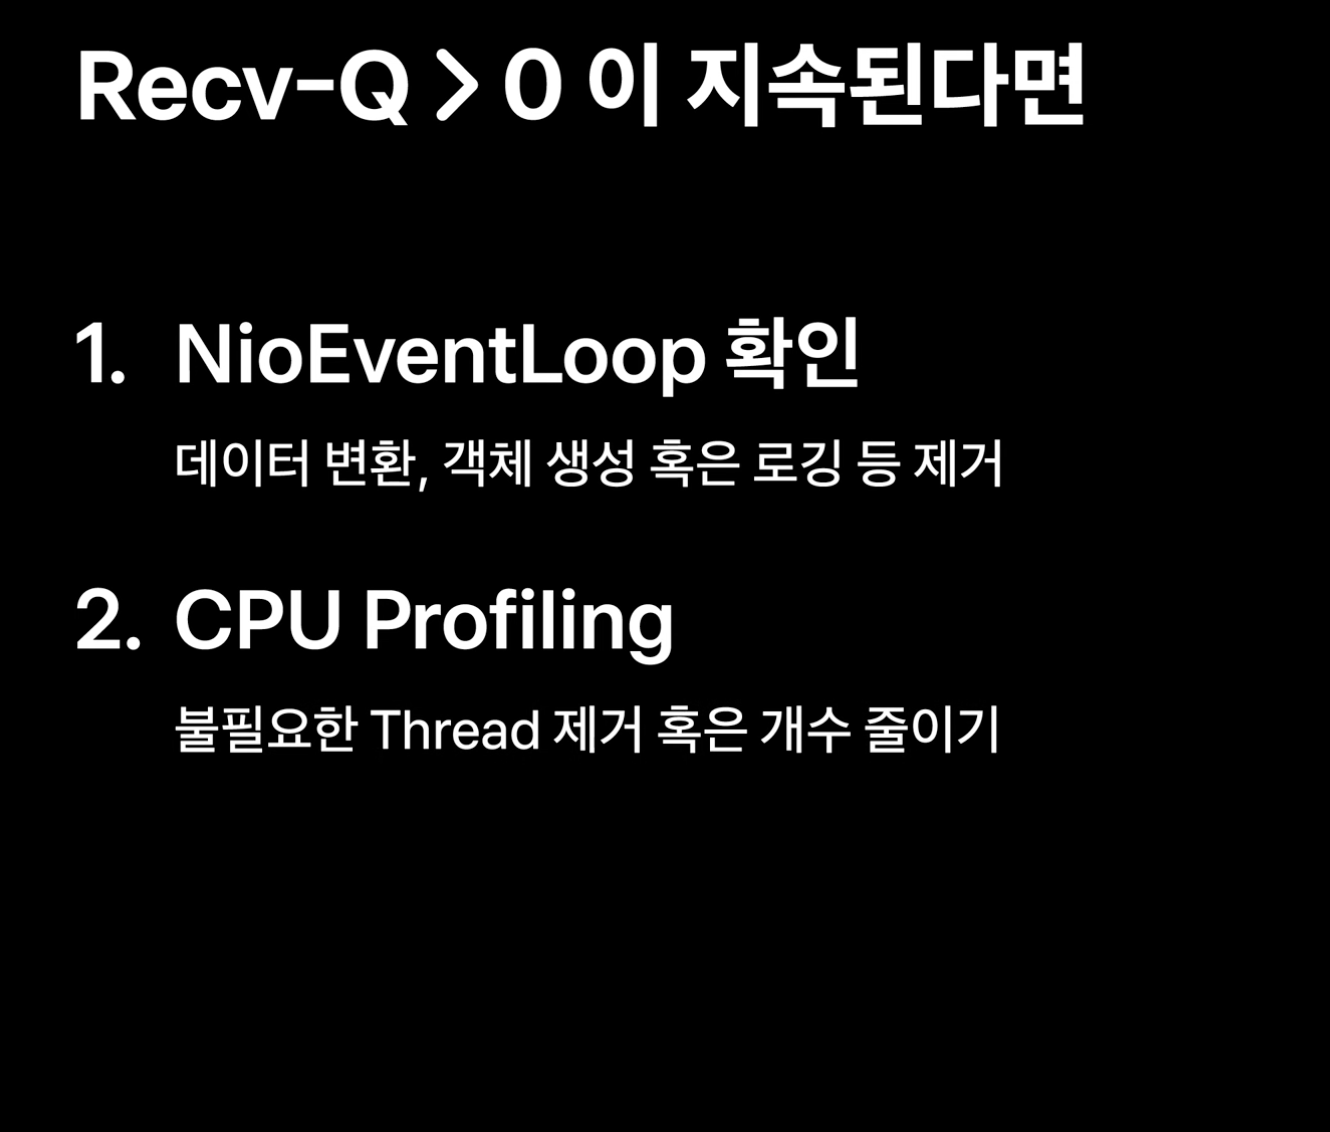 Recv-Q > 0 이 지속된다면
1. NioEventLoop 확인
데이터 변환, 객체 생성 혹은 로깅 등 제거
2. CPU Profiling
불필요한 Thread 제거 혹은 개수 줄이기